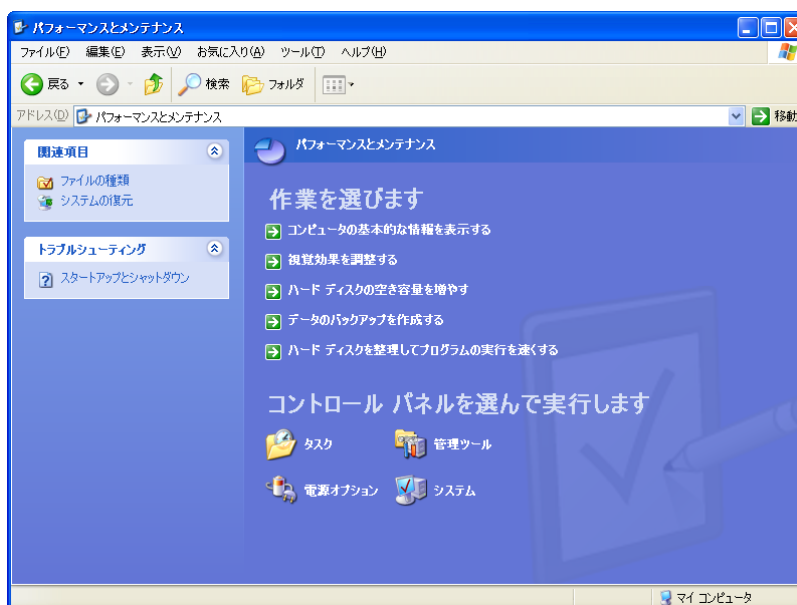 パフォーマンスとメンテナンス
ファイル(F) 編集(E) 表示(V) お気に入り(A) ツール(T) ヘルプ(H)
戻る 検索 フォルダ
アドレス(D) パフォーマンスとメンテナンス 移動
関連項目
ファイルの種類
システムの復元
トラブルシューティング
スタートアップとシャットダウン
パフォーマンスとメンテナンス
作業を選びます
コンピュータの基本的な情報を表示する
視覚効果を調整する
ハード ディスクの空き容量を増やす
データのバックアップを作成する
ハード ディスクを整理してプログラムの実行を速くする
コントロール パネルを選んで実行します
タスク 管理ツール
電源オプション システム
マイ コンピュータ